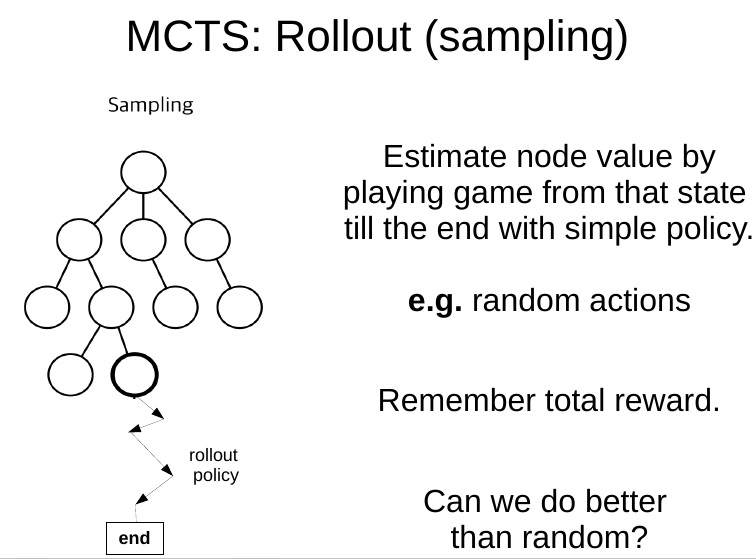 MCTS: Rollout (sampling)
Sampling
Estimate node value by
playing game from that state
till the end with simple policy.
e.g. random actions
Remember total reward.
rollout
policy
Can we do better
than random?
end